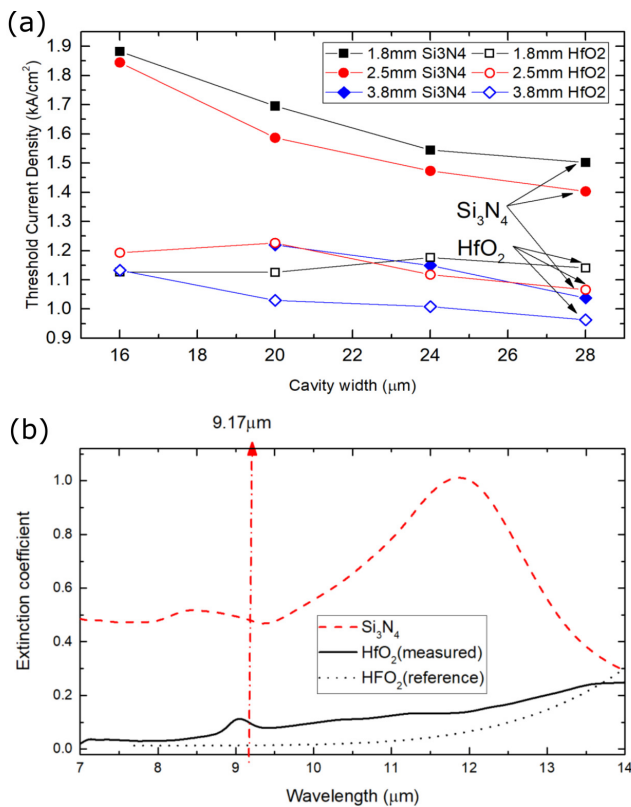 (a)
1.9
1.8
1.7
1.6
1.5
1.4
1.3
1.2
1.1
1.0
0.9
Threshold Current Density (kA/cm²)
1.8mm Si3N4 1.8mm HfO2
2.5mm Si3N4 2.5mm HfO2
3.8mm Si3N4 3.8mm HfO2
Si₃N₄
HfO₂
16 18 20 22 24 26 28
Cavity width (μm)
(b)
9.17μm
1.0
0.8
0.6
0.4
0.2
0.0
Extinction coefficient
Si₃N₄
HfO₂(measured)
HFO₂(reference)
7 8 9 10 11 12 13 14
Wavelength (μm)